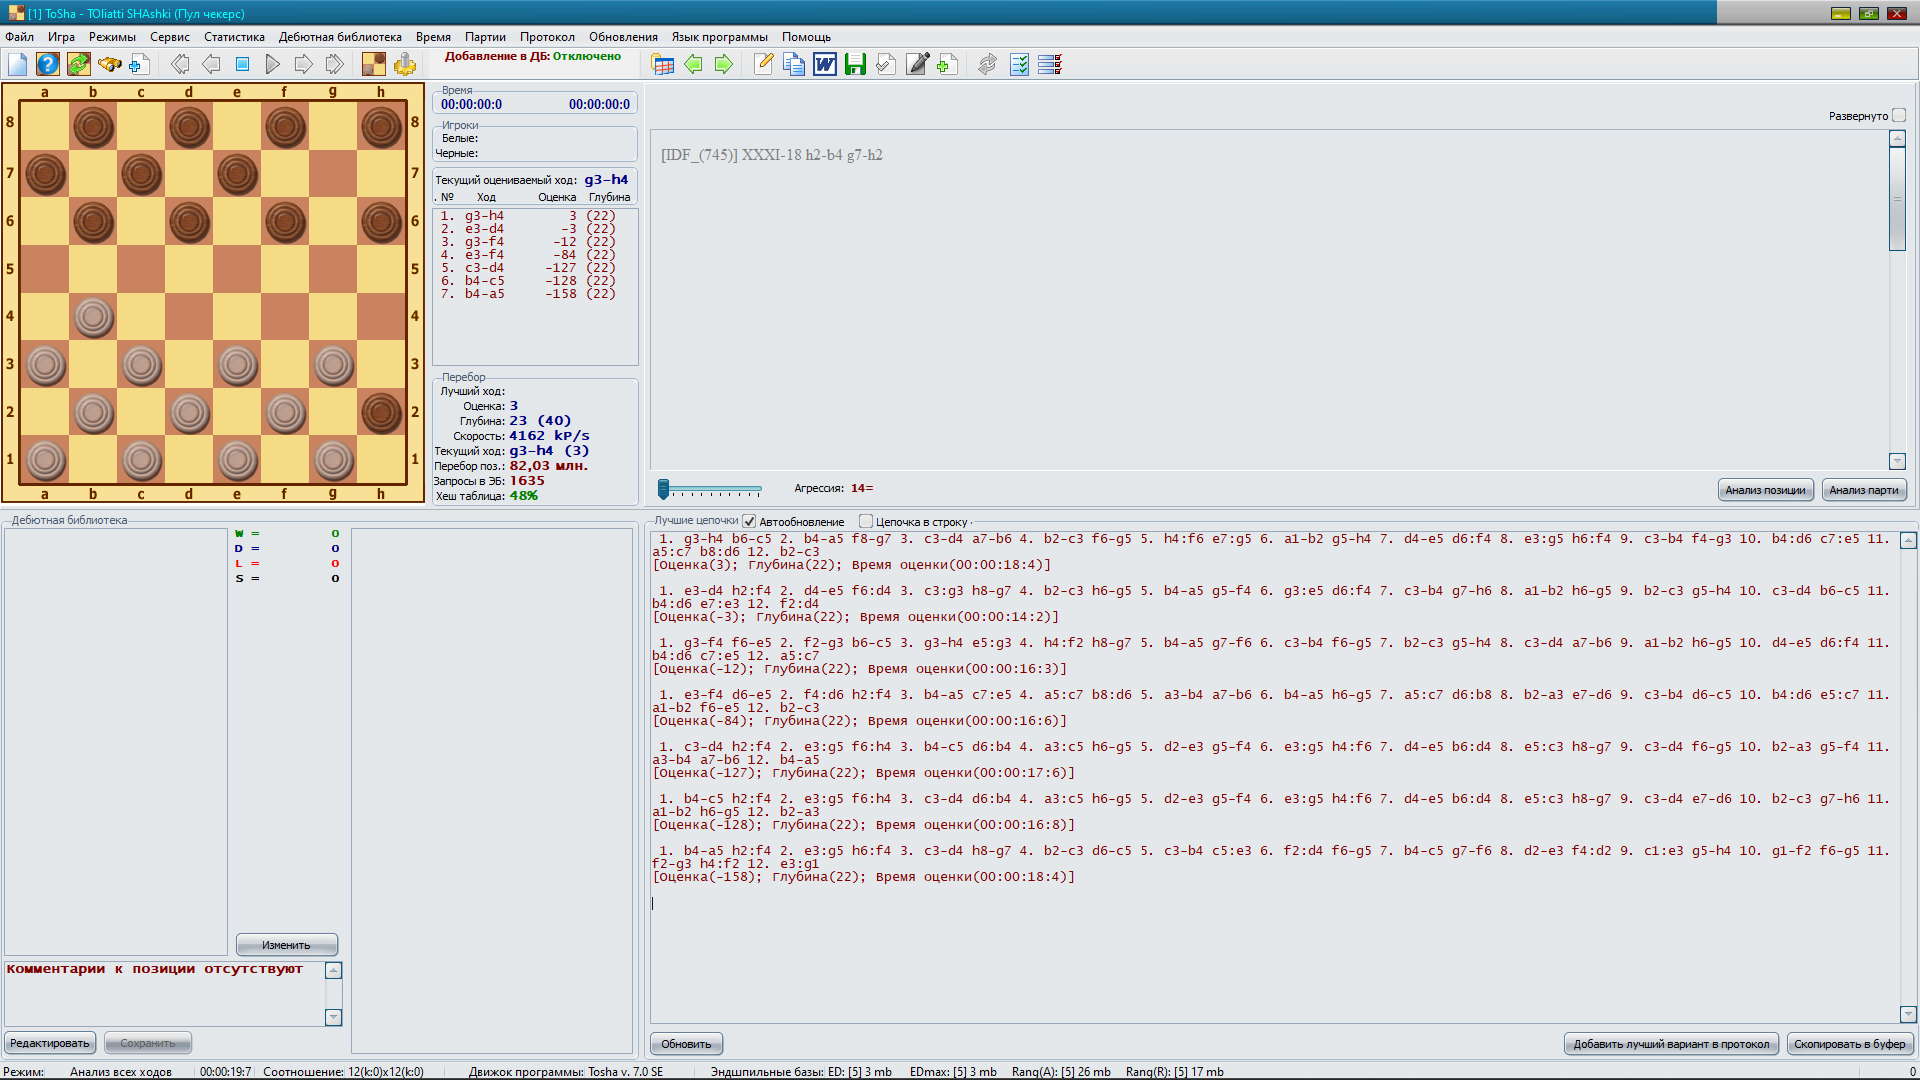 [1] ToSha - TOliatti SHAshki (Пул чекерс)
Файл Игра Режимы Сервис Статистика Дебютная библиотека Время Партии Протокол Обновления Язык программы Помощь
Добавление в ДБ: Отключено
a b c d e f g h
8 8
7 7
6 6
5 5
4 4
3 3
2 2
1 1
a b c d e f g h
Время
00:00:00:0 00:00:00:0
Игроки
Белые:
Черные:
Текущий оцениваемый ход: g3-h4
. № Ход Оценка Глубина
1. g3-h4 3 (22)
2. e3-d4 -3 (22)
3. g3-f4 -12 (22)
4. e3-f4 -84 (22)
5. c3-d4 -127 (22)
6. b4-c5 -128 (22)
7. b4-a5 -158 (22)
Перебор
Лучший ход:
Оценка: 3
Глубина: 23 (40)
Скорость: 4162 kP/s
Текущий ход: g3-h4 (3)
Перебор поз.: 82,03 млн.
Запросы в ЭБ: 1635
Хеш таблица: 48%
Развернуто
[IDF_(745)] XXXI-18 h2-b4 g7-h2
Агрессия: 14=
Анализ позиции Анализ парти
Дебютная библиотека
W = 0
D = 0
L = 0
S = 0
Изменить
Комментарии к позиции отсутствуют
Редактировать Сохранить
Лучшие цепочки Автообновление Цепочка в строку
1. g3-h4 b6-c5 2. b4-a5 f8-g7 3. c3-d4 a7-b6 4. b2-c3 f6-g5 5. h4:f6 e7:g5 6. a1-b2 g5-h4 7. d4-e5 d6:f4 8. e3:g5 h6:f4 9. c3-b4 f4-g3 10. b4:d6 c7:e5 11.
a5:c7 b8:d6 12. b2-c3
[Оценка(3); Глубина(22); Время оценки(00:00:18:4)]
1. e3-d4 h2:f4 2. d4-e5 f6:d4 3. c3:g3 h8-g7 4. b2-c3 h6-g5 5. b4-a5 g5-f4 6. g3:e5 d6:f4 7. c3-b4 g7-h6 8. a1-b2 h6-g5 9. b2-c3 g5-h4 10. c3-d4 b6-c5 11.
b4:d6 e7:e3 12. f2:d4
[Оценка(-3); Глубина(22); Время оценки(00:00:14:2)]
1. g3-f4 f6-e5 2. f2-g3 b6-c5 3. g3-h4 e5:g3 4. h4:f2 h8-g7 5. b4-a5 g7-f6 6. c3-b4 f6-g5 7. b2-c3 g5-h4 8. c3-d4 a7-b6 9. a1-b2 h6-g5 10. d4-e5 d6:f4 11.
b4:d6 c7:e5 12. a5:c7
[Оценка(-12); Глубина(22); Время оценки(00:00:16:3)]
1. e3-f4 d6-e5 2. f4:d6 h2:f4 3. b4-a5 c7:e5 4. a5:c7 b8:d6 5. a3-b4 a7-b6 6. b4-a5 h6-g5 7. a5:c7 d6:b8 8. b2-a3 e7-d6 9. c3-b4 d6-c5 10. b4:d6 e5:c7 11.
a1-b2 f6-e5 12. b2-c3
[Оценка(-84); Глубина(22); Время оценки(00:00:16:6)]
1. c3-d4 h2:f4 2. e3:g5 f6:h4 3. b4-c5 d6:b4 4. a3:c5 h6-g5 5. d2-e3 g5-f4 6. e3:g5 h4:f6 7. d4-e5 b6:d4 8. e5:c3 h8-g7 9. c3-d4 f6-g5 10. b2-a3 g5-f4 11.
a3-b4 a7-b6 12. b4-a5
[Оценка(-127); Глубина(22); Время оценки(00:00:17:6)]
1. b4-c5 h2:f4 2. e3:g5 f6:h4 3. c3-d4 d6:b4 4. a3:c5 h6-g5 5. d2-e3 g5-f4 6. e3:g5 h4:f6 7. d4-e5 b6:d4 8. e5:c3 h8-g7 9. c3-d4 e7-d6 10. b2-c3 g7-h6 11.
a1-b2 h6-g5 12. b2-a3
[Оценка(-128); Глубина(22); Время оценки(00:00:16:8)]
1. b4-a5 h2:f4 2. e3:g5 h6:f4 3. c3-d4 h8-g7 4. b2-c3 d6-c5 5. c3-b4 c5:e3 6. f2:d4 f6-g5 7. b4-c5 g7-f6 8. d2-e3 f4:d2 9. c1:e3 g5-h4 10. g1-f2 f6-g5 11.
f2-g3 h4:f2 12. e3:g1
[Оценка(-158); Глубина(22); Время оценки(00:00:18:4)]
Обновить Добавить лучший вариант в протокол Скопировать в буфер
Режим: Анализ всех ходов 00:00:19:7 Соотношение: 12(k:0)x12(k:0) Движок программы: Tosha v. 7.0 SE Эндшпильные базы: ED: [5] 3 mb EDmax: [5] 3 mb Rang(A): [5] 26 mb Rang(R): [5] 17 mb 0